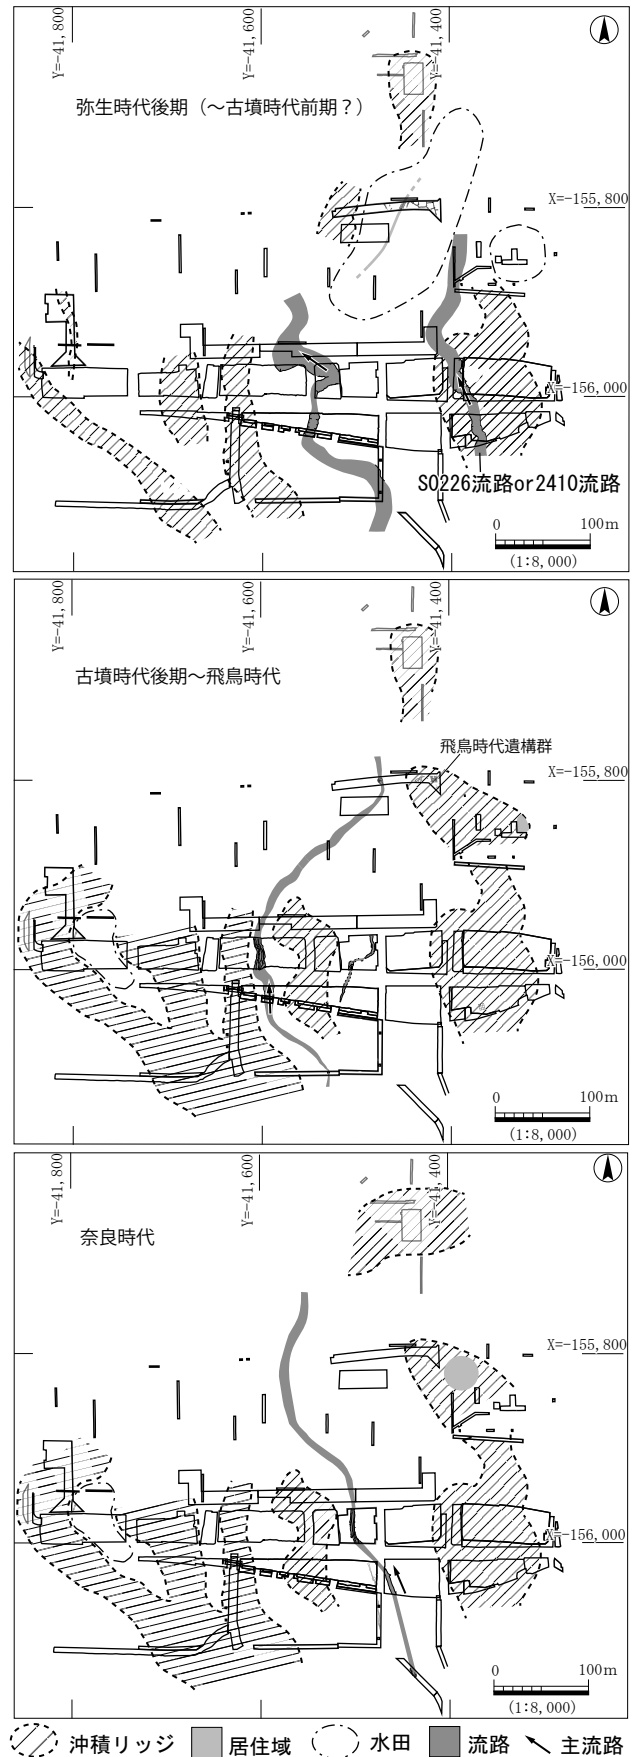 Y=-41,800
Y=-41,600
Y=-41,400
弥生時代後期（～古墳時代前期？）
X=-155,800
X=-156,000
S0226流路or2410流路
0 100m
(1:8,000)
Y=-41,800
Y=-41,600
Y=-41,400
古墳時代後期～飛鳥時代
飛鳥時代遺構群
X=-155,800
X=-156,000
0 100m
(1:8,000)
Y=-41,800
Y=-41,600
Y=-41,400
奈良時代
X=-155,800
X=-156,000
0 100m
(1:8,000)
沖積リッジ 居住域 水田 流路 主流路